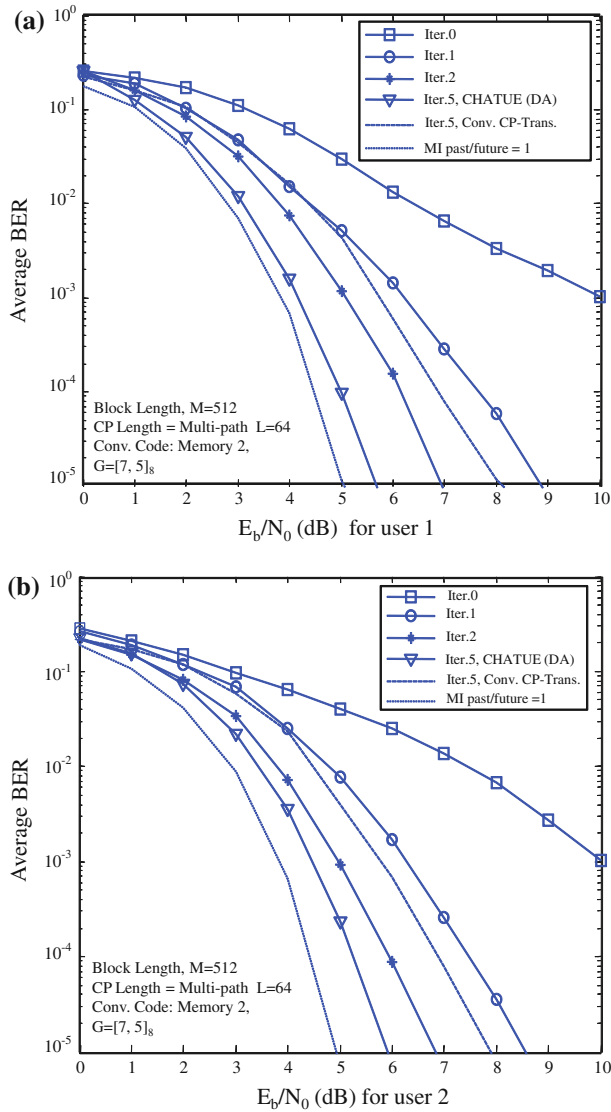 (a)
10^0
10^-1
10^-2
10^-3
10^-4
10^-5
Average BER
Iter.0
Iter.1
Iter.2
Iter.5, CHATUE (DA)
Iter.5, Conv. CP-Trans.
MI past/future = 1
Block Length, M=512
CP Length = Multi-path L=64
Conv. Code: Memory 2,
G=[7, 5]_8
0 1 2 3 4 5 6 7 8 9 10
E_b/N_0 (dB) for user 1
(b)
10^0
10^-1
10^-2
10^-3
10^-4
10^-5
Average BER
Iter.0
Iter.1
Iter.2
Iter.5, CHATUE (DA)
Iter.5, Conv. CP-Trans.
MI past/future =1
Block Length, M=512
CP Length = Multi-path L=64
Conv. Code: Memory 2,
G=[7, 5]_8
0 1 2 3 4 5 6 7 8 9 10
E_b/N_0 (dB) for user 2